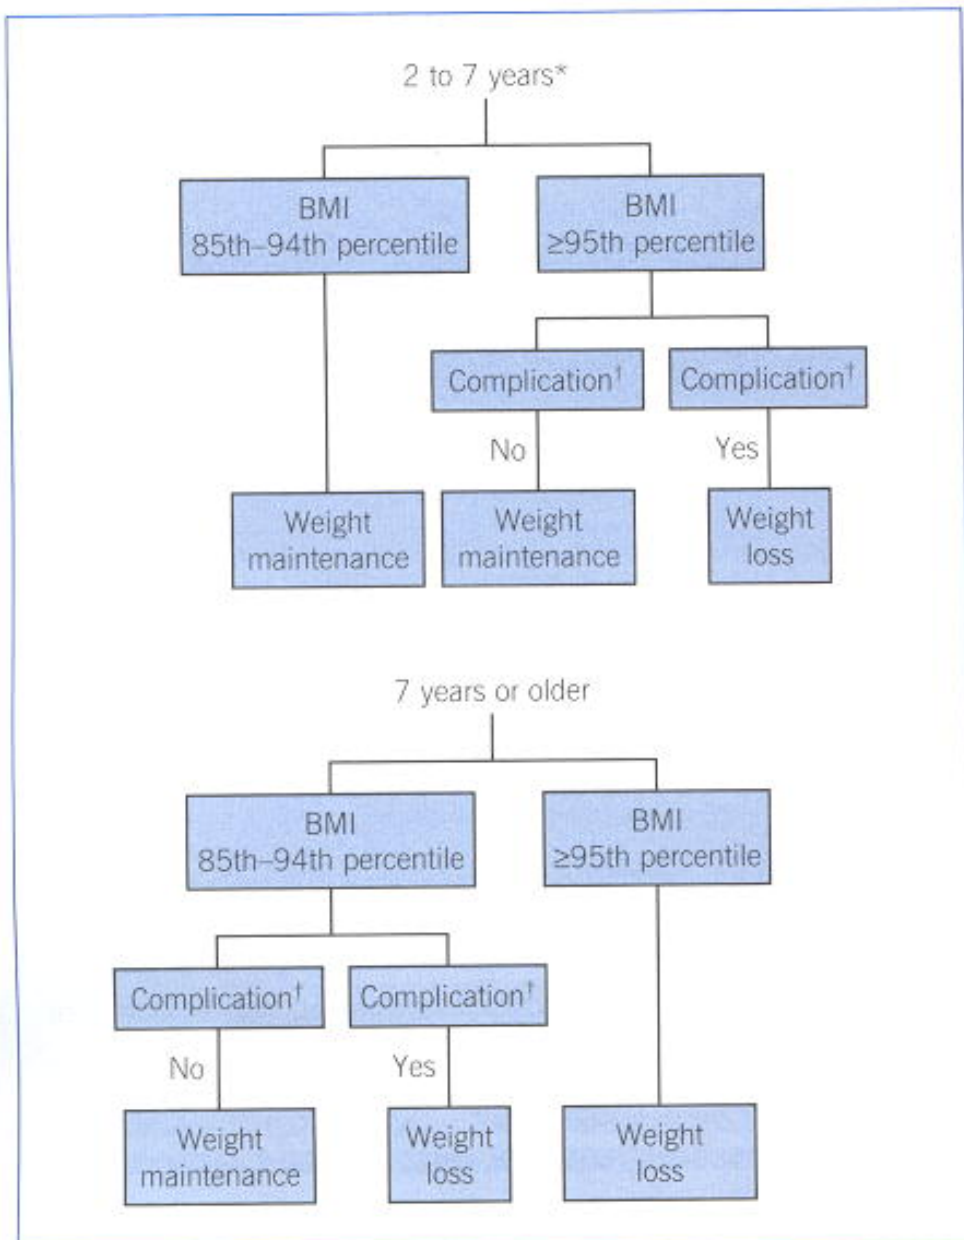 2 to 7 years*
BMI
85th–94th percentile
BMI
≥95th percentile
Complication†
Complication†
No
Yes
Weight
maintenance
Weight
maintenance
Weight
loss
7 years or older
BMI
85th–94th percentile
BMI
≥95th percentile
Complication†
Complication†
No
Yes
Weight
maintenance
Weight
loss
Weight
loss